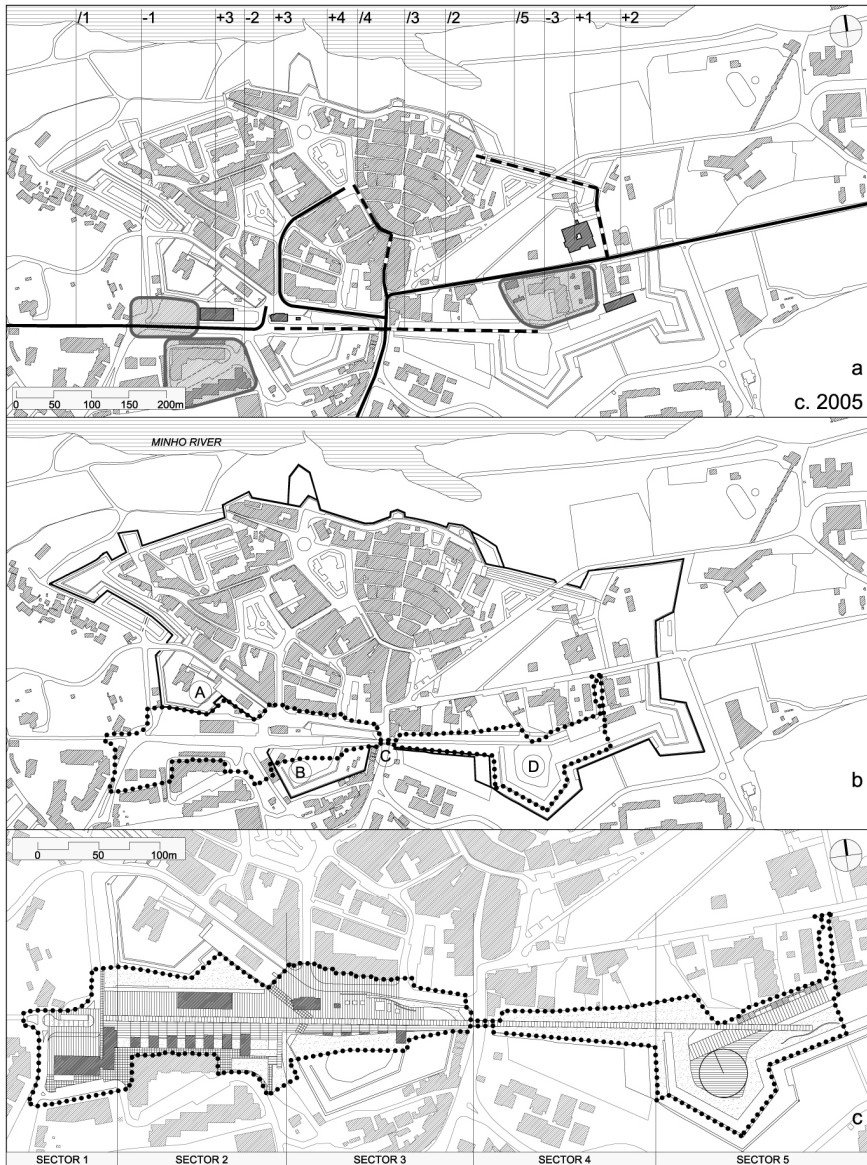 /1 -1 +3 -2 +3 +4 /4 /3 /2 /5 -3 +1 +2
a
0 50 100 150 200m
c. 2005
MINHO RIVER
A
C
B
D
b
0 50 100m
c
SECTOR 1 SECTOR 2 SECTOR 3 SECTOR 4 SECTOR 5